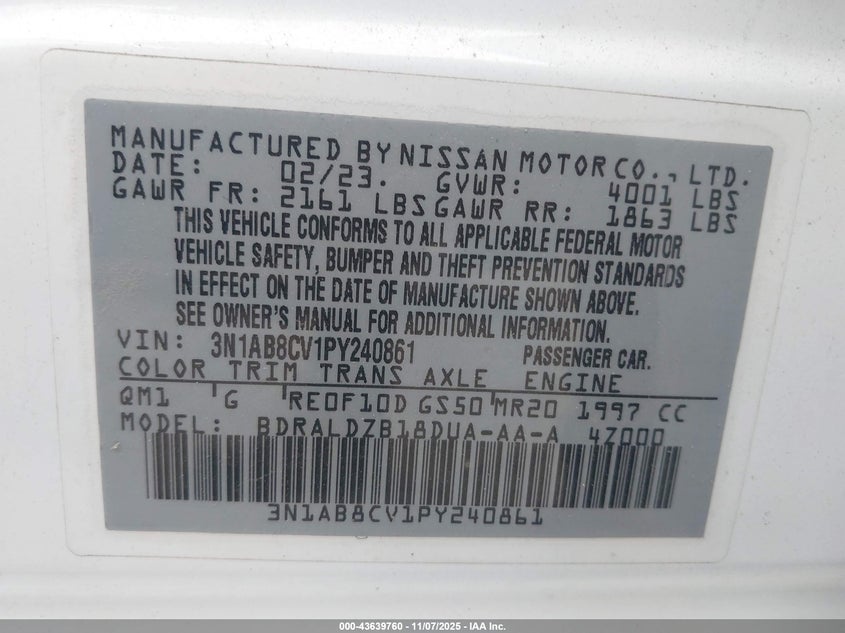 MANUFACTURED BY NISSAN MOTOR CO., LTD.
DATE: 02/23. GVWR: 4001 LBS
GAWR FR: 2161 LBS GAWR RR: 1863 LBS
THIS VEHICLE CONFORMS TO ALL APPLICABLE FEDERAL MOTOR
VEHICLE SAFETY, BUMPER AND THEFT PREVENTION STANDARDS
IN EFFECT ON THE DATE OF MANUFACTURE SHOWN ABOVE.
SEE OWNER'S MANUAL FOR ADDITIONAL INFORMATION.
VIN: 3N1AB8CV1PY240861 PASSENGER CAR.
COLOR TRIM TRANS AXLE ENGINE
QM1 G RE0F10D GS50 MR20 1997 CC
MODEL: BDRALDZB18DUA-AA-A 4Z000
3N1AB8CV1PY240861
000-43639760 - 11/07/2025 - IAA Inc.